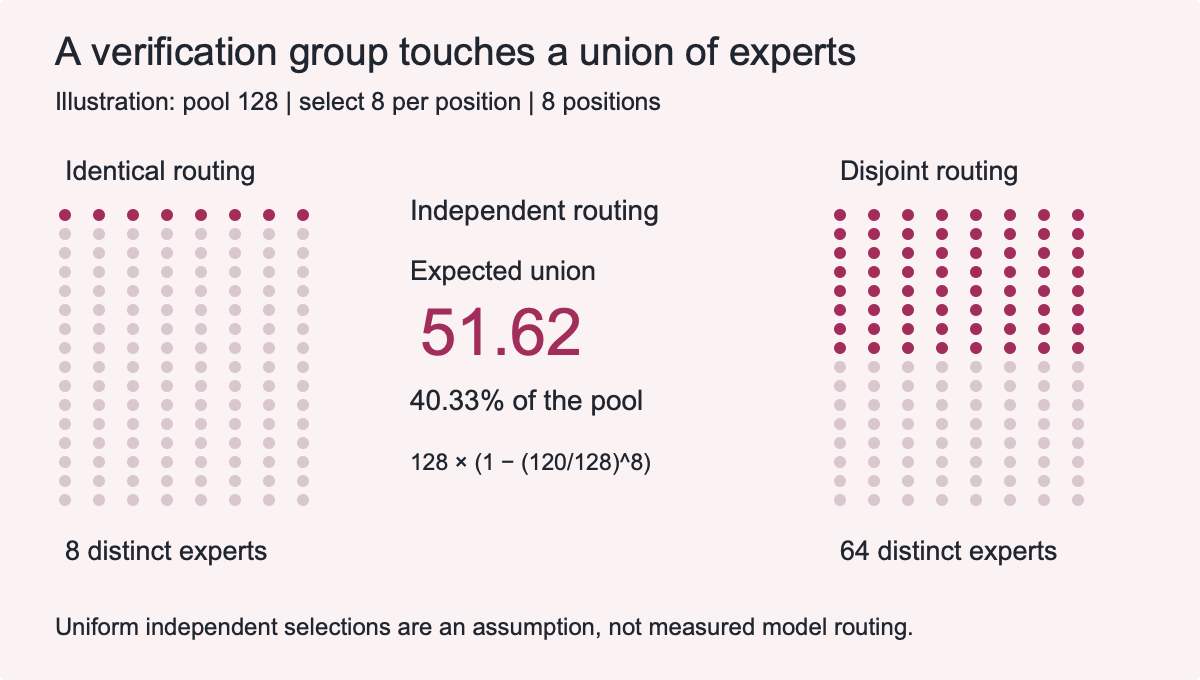 A verification group touches a union of experts
Illustration: pool 128 | select 8 per position | 8 positions
Identical routing
8 distinct experts
Independent routing
Expected union
51.62
40.33% of the pool
128 × (1 − (120/128)^8)
Disjoint routing
64 distinct experts
Uniform independent selections are an assumption, not measured model routing.